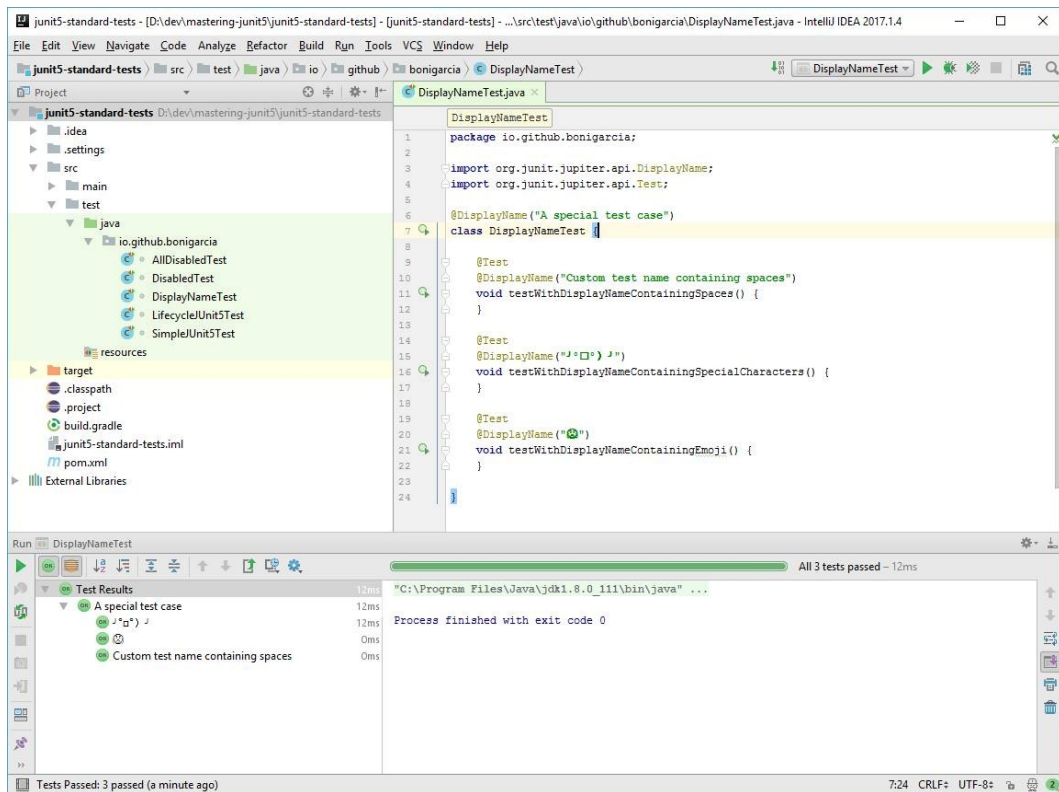 junit5-standard-tests - [D:\dev\mastering-junit5\junit5-standard-tests] - [junit5-standard-tests] - ...\src\test\java\io\github\bonigarcia\DisplayNameTest.java - IntelliJ IDEA 2017.1.4
File Edit View Navigate Code Analyze Refactor Build Run Tools VCS Window Help
junit5-standard-tests src test java io github bonigarcia DisplayNameTest
DisplayNameTest
Project
DisplayNameTest.java
junit5-standard-tests D:\dev\mastering-junit5\junit5-standard-tests
.idea
.settings
src
main
test
java
io.github.bonigarcia
AllDisabledTest
DisabledTest
DisplayNameTest
LifecycleJUnit5Test
SimpleJUnit5Test
resources
target
.classpath
.project
build.gradle
junit5-standard-tests.iml
pom.xml
External Libraries
DisplayNameTest
1 package io.github.bonigarcia;
2
3 import org.junit.jupiter.api.DisplayName;
4 import org.junit.jupiter.api.Test;
5
6 @DisplayName("A special test case")
7 class DisplayNameTest {
8
9 @Test
10 @DisplayName("Custom test name containing spaces")
11 void testWithDisplayNameContainingSpaces() {
12 }
13
14 @Test
15 @DisplayName("╯°□°)╯")
16 void testWithDisplayNameContainingSpecialCharacters() {
17 }
18
19 @Test
20 @DisplayName("😱")
21 void testWithDisplayNameContainingEmoji() {
22 }
23
24 }
Run DisplayNameTest
All 3 tests passed – 12ms
Test Results 12ms
A special test case 12ms
╯°□°)╯ 12ms
😱 0ms
Custom test name containing spaces 0ms
"C:\Program Files\Java\jdk1.8.0_111\bin\java" ...
Process finished with exit code 0
Tests Passed: 3 passed (a minute ago)
7:24 CRLF UTF-8 2